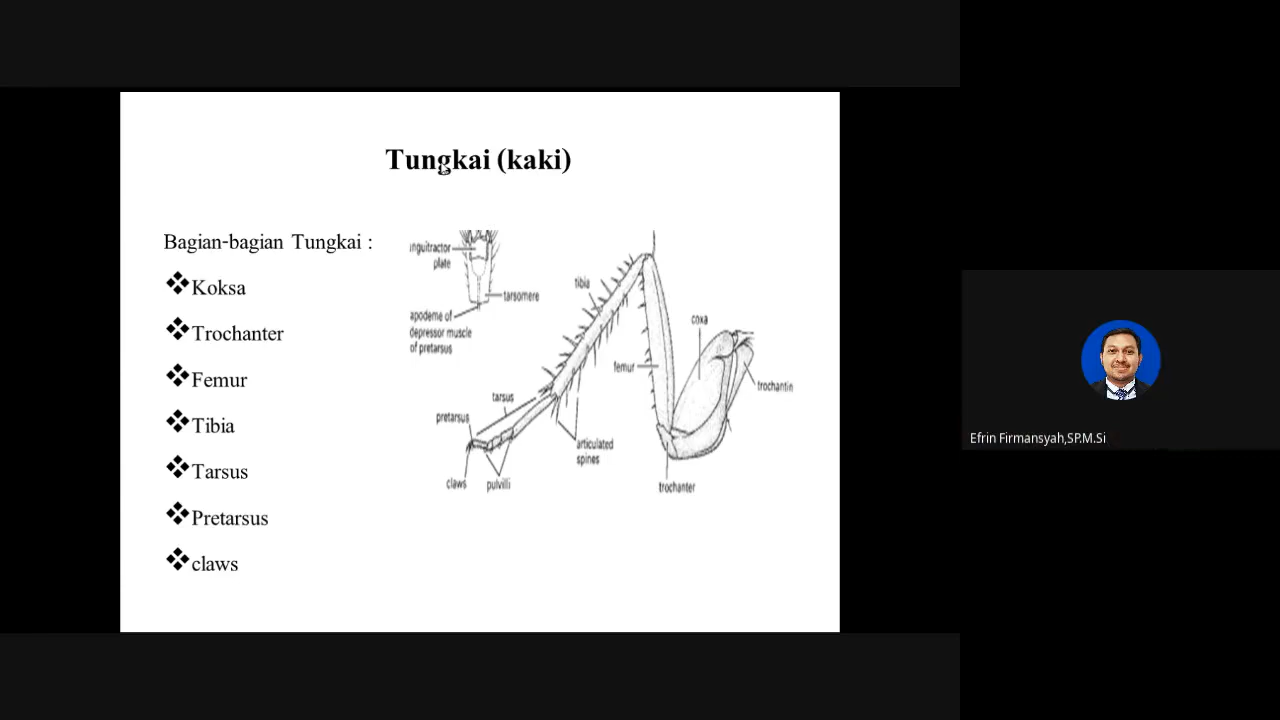 Tungkai (kaki)
Bagian-bagian Tungkai :
Koksa
Trochanter
Femur
Tibia
Tarsus
Pretarsus
claws
unguitractor
plate
tarsomere
apodeme of
depressor muscle
of pretarsus
tibia
coxa
femur
trochantin
tarsus
pretarsus
articulated
spines
claws
pulvilli
trochanter
Efrin Firmansyah,SP.M.Si